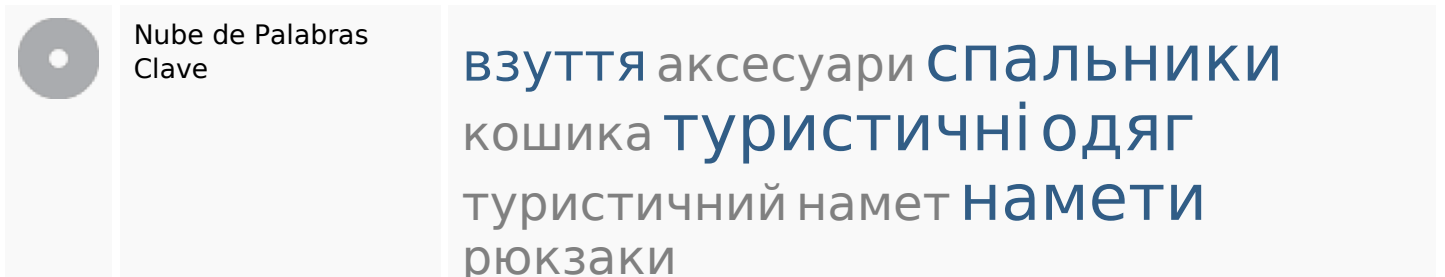 Nube de Palabras
Clave
взуття аксесуари спальники
кошика туристичні одяг
туристичний намет намети
рюкзаки